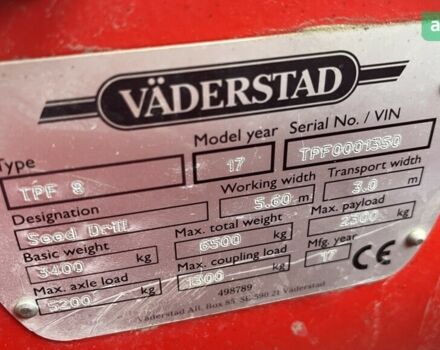 VÄDERSTAD
Type Model year Serial No. / VIN
TPF 8 17 TPF0001350
Designation Working width Transport width
Seed Drill 5.60 m 3.0 m
Basic weight Max. total weight Max. payload
3400 kg 6500 kg 2300 kg
Max. axle load Max. coupling load Mfg. year
5200 kg 1300 kg 17 CE
498789
Väderstad AB, Box 85, SE-590 21 Väderstad
a